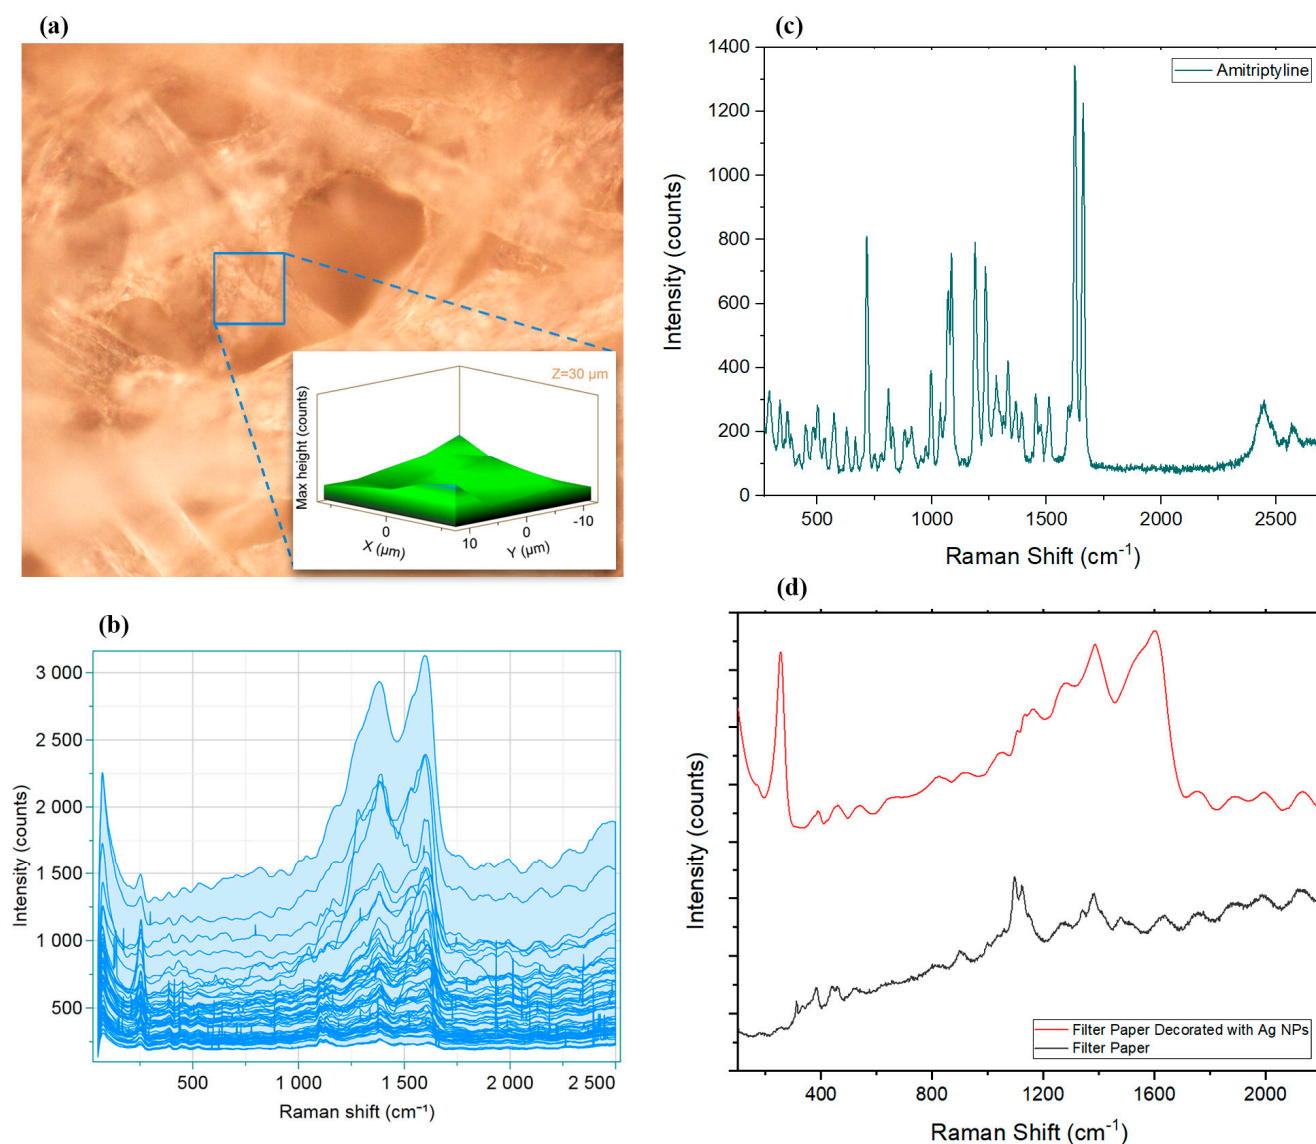 (a)
Z=30 µm
Max height (counts)
0
X (µm)
10
0
-10
Y (µm)
(b)
3 000
2 500
2 000
1 500
1 000
500
Intensity (counts)
500
1 000
1 500
2 000
2 500
Raman shift (cm⁻¹)
(c)
1400
1200
1000
800
600
400
200
0
Intensity (counts)
Amitriptyline
500
1000
1500
2000
2500
Raman Shift (cm⁻¹)
(d)
Intensity (counts)
Filter Paper Decorated with Ag NPs
Filter Paper
400
800
1200
1600
2000
Raman Shift (cm⁻¹)